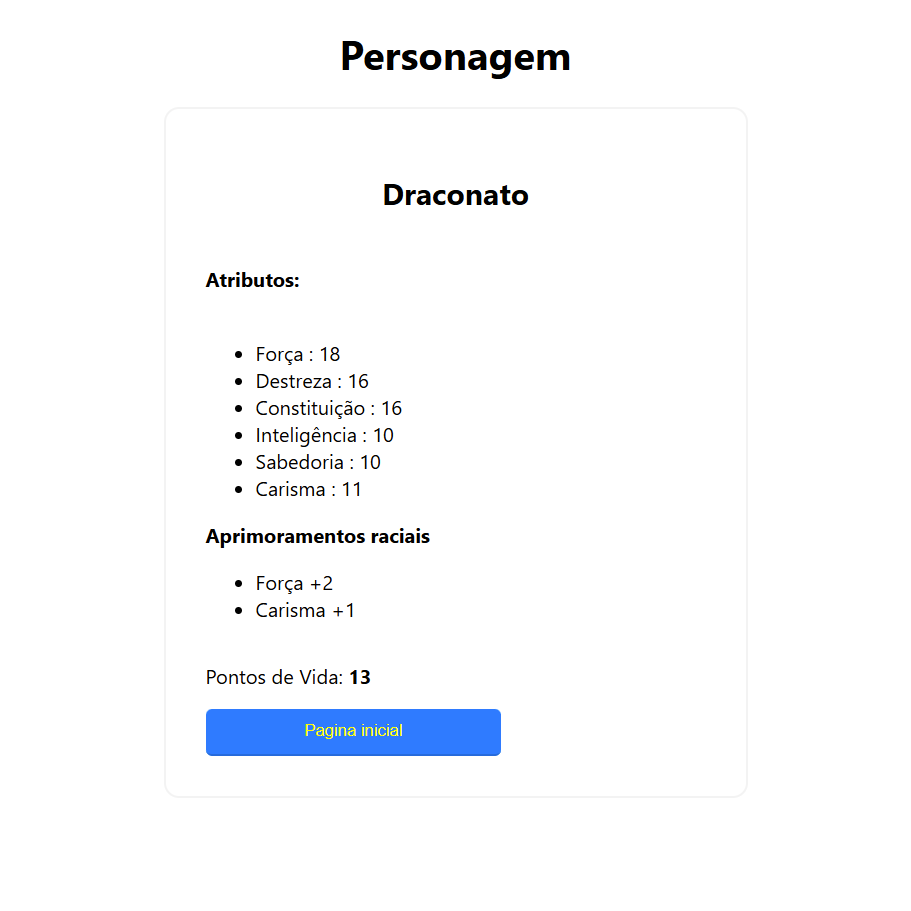 Personagem
Draconato
Atributos:
Força : 18
Destreza : 16
Constituição : 16
Inteligência : 10
Sabedoria : 10
Carisma : 11
Aprimoramentos raciais
Força +2
Carisma +1
Pontos de Vida: 13
Pagina inicial